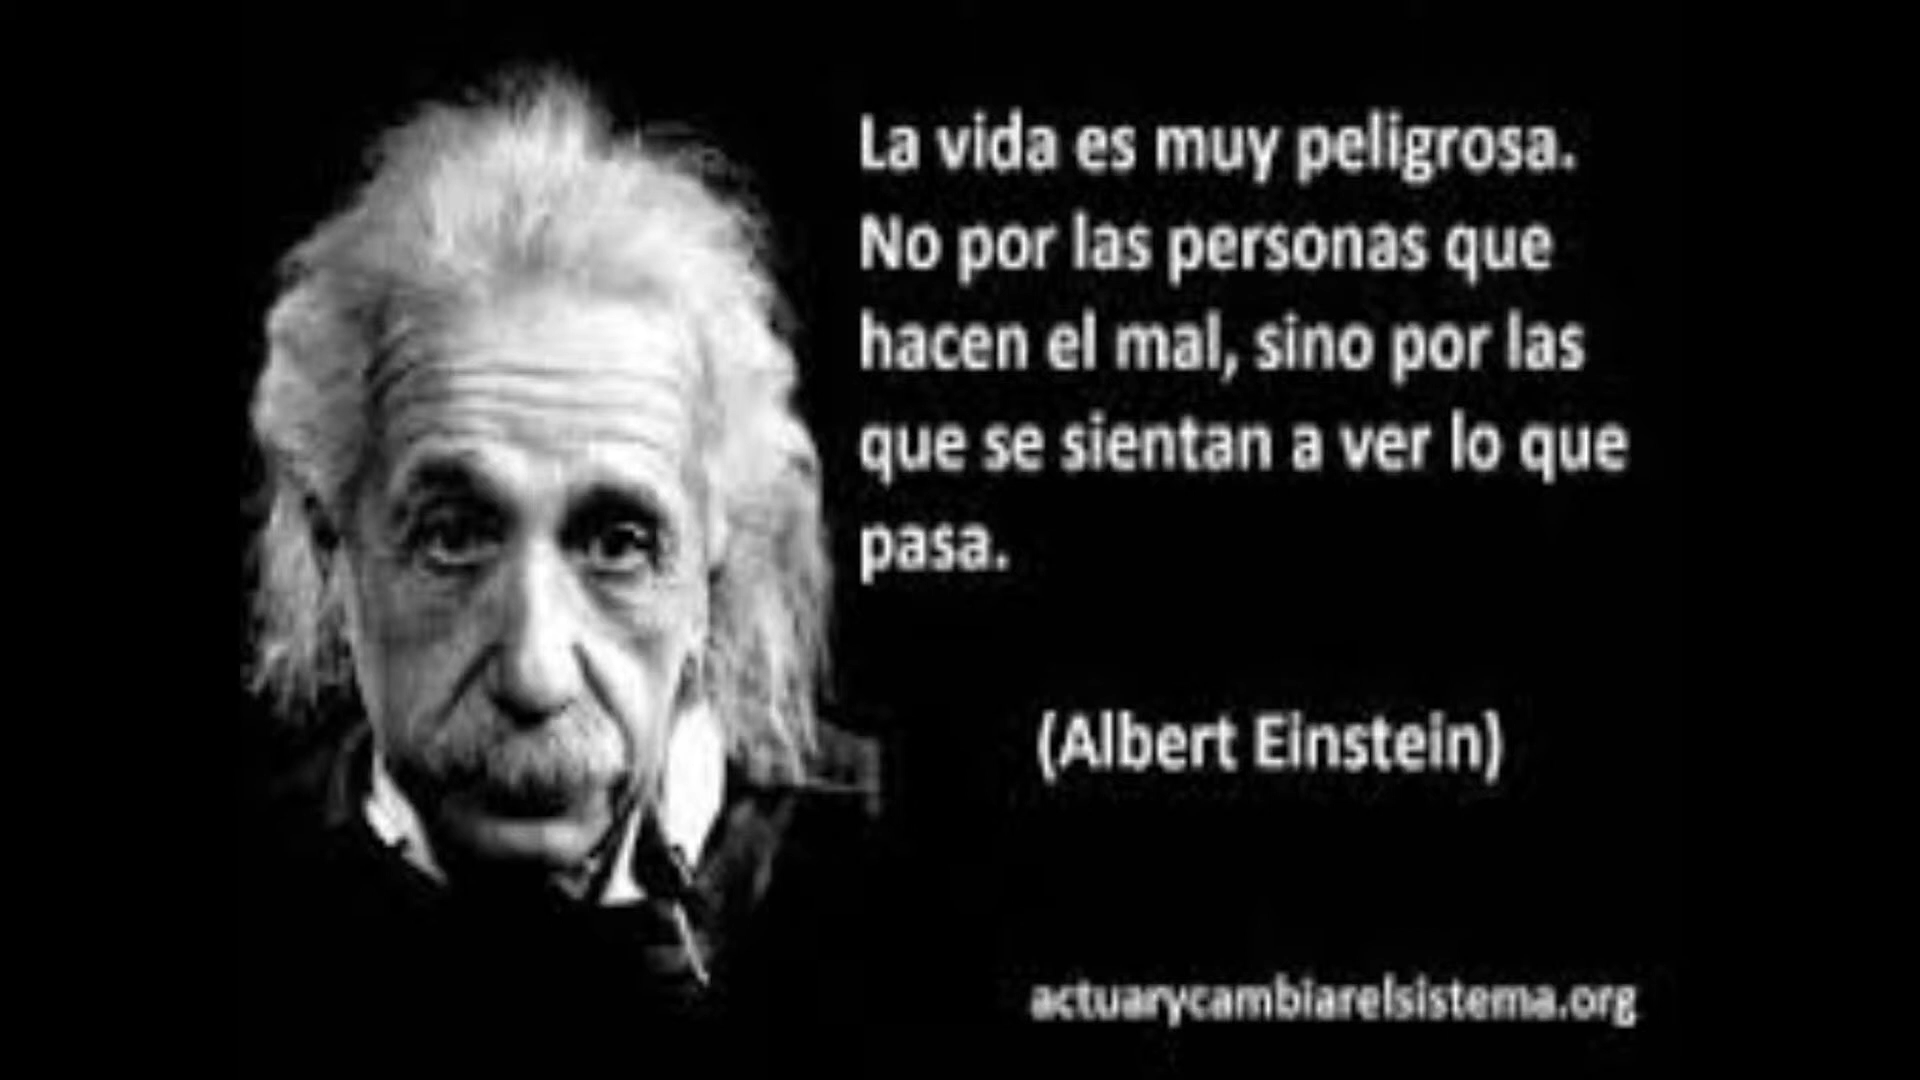 La vida es muy peligrosa.
No por las personas que
hacen el mal, sino por las
que se sientan a ver lo que
pasa.
(Albert Einstein)
actuarycambiarelsistema.org